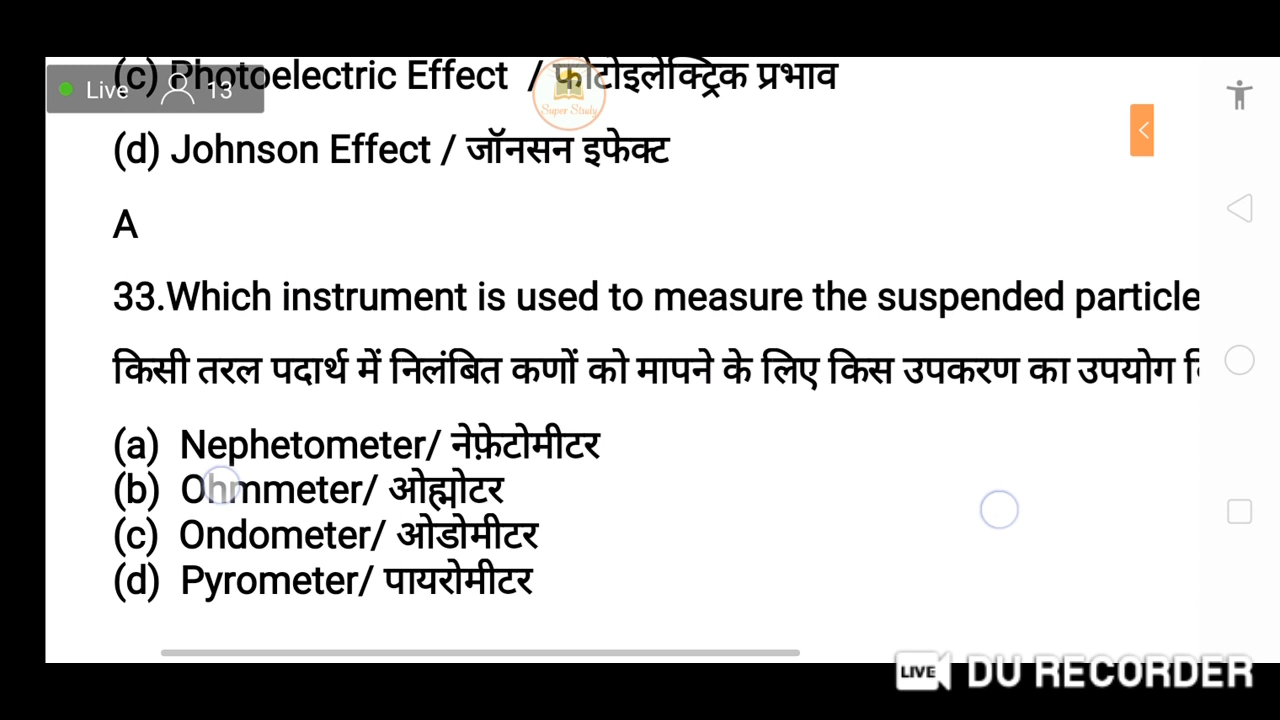 (c) Photoelectric Effect / फोटोइलेक्ट्रिक प्रभाव
Live 13
Super Study
(d) Johnson Effect / जॉनसन इफेक्ट
A
33.Which instrument is used to measure the suspended particle
किसी तरल पदार्थ में निलंबित कणों को मापने के लिए किस उपकरण का उपयोग
(a) Nephetometer/ नेफ़ेटोमीटर
(b) Ohmmeter/ ओह्मोटर
(c) Ondometer/ ओडोमीटर
(d) Pyrometer/ पायरोमीटर
LIVE DU RECORDER